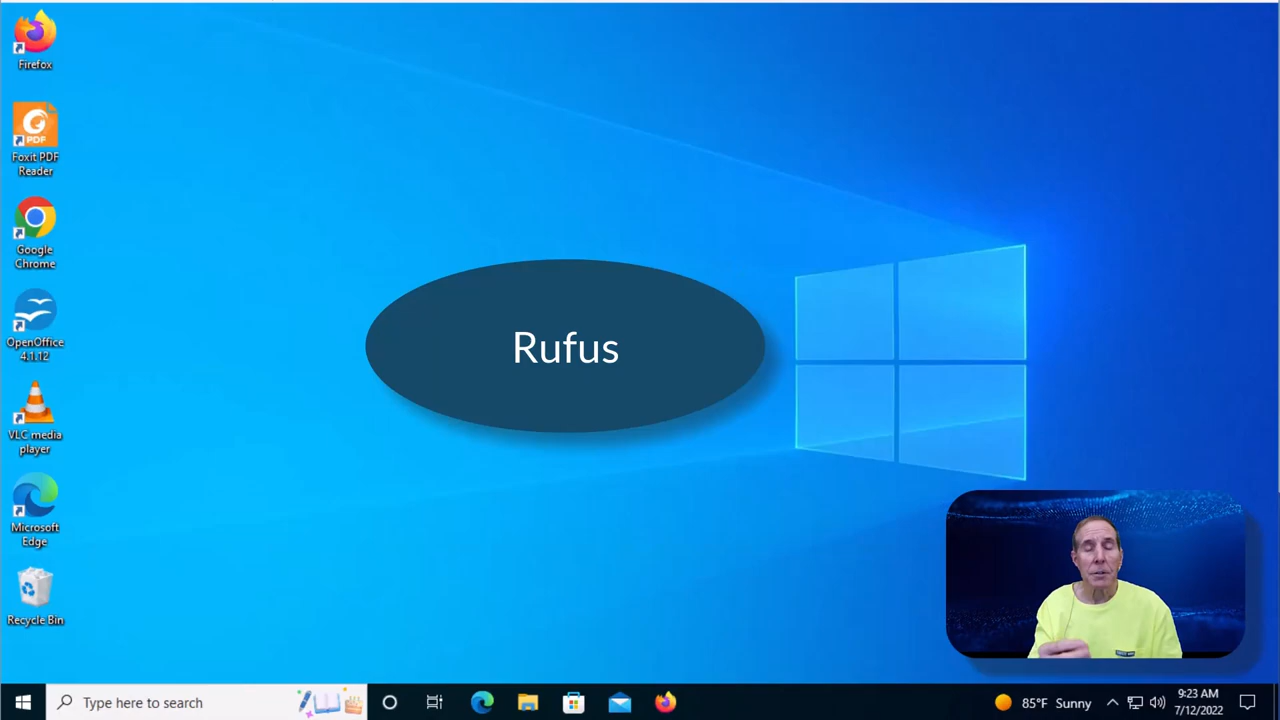 Firefox
PDF
Foxit PDF
Reader
Google
Chrome
OpenOffice
4.1.12
VLC media
player
Microsoft
Edge
Recycle Bin
Rufus
Type here to search
85°F Sunny
9:23 AM
7/12/2022